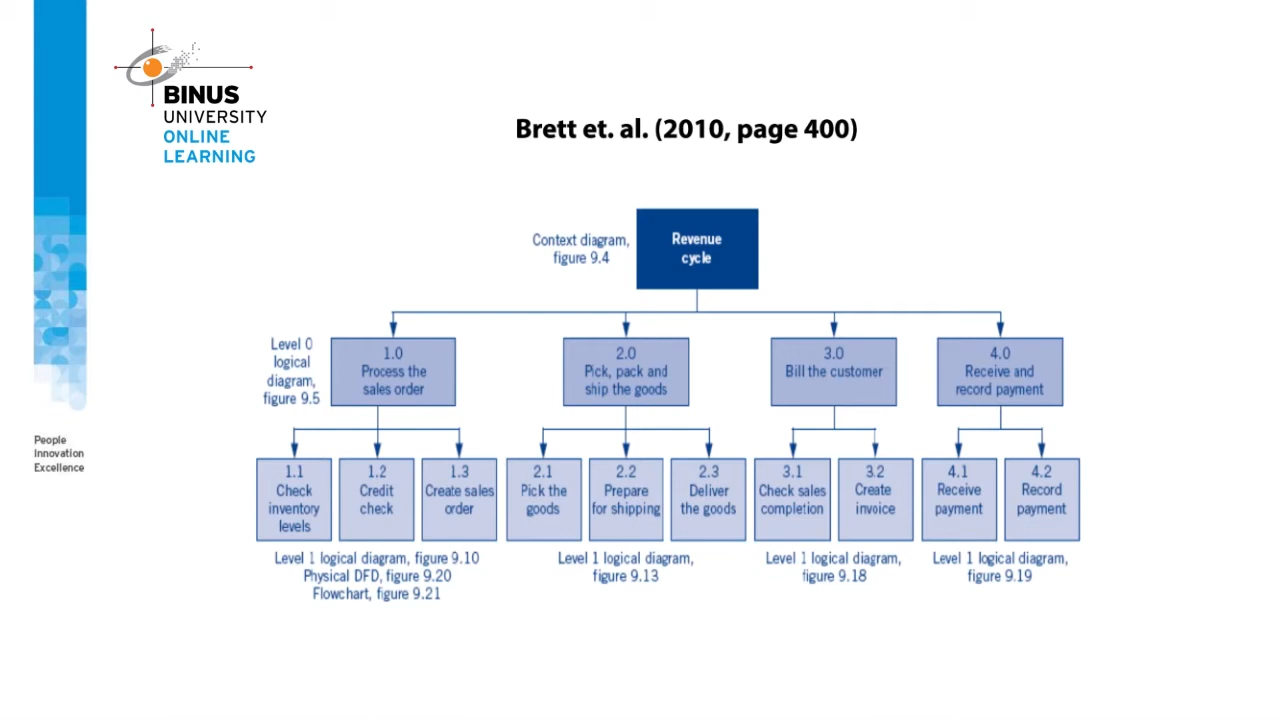 BINUS
UNIVERSITY
ONLINE
LEARNING
Brett et. al. (2010, page 400)
People
Innovation
Excellence
Context diagram,
figure 9.4
Revenue
cycle
Level 0
logical
diagram,
figure 9.5
1.0
Process the
sales order
2.0
Pick, pack and
ship the goods
3.0
Bill the customer
4.0
Receive and
record payment
1.1
Check
inventory
levels
1.2
Credit
check
1.3
Create sales
order
2.1
Pick the
goods
2.2
Prepare
for shipping
2.3
Deliver
the goods
3.1
Check sales
completion
3.2
Create
invoice
4.1
Receive
payment
4.2
Record
payment
Level 1 logical diagram, figure 9.10
Physical DFD, figure 9.20
Flowchart, figure 9.21
Level 1 logical diagram,
figure 9.13
Level 1 logical diagram,
figure 9.18
Level 1 logical diagram,
figure 9.19